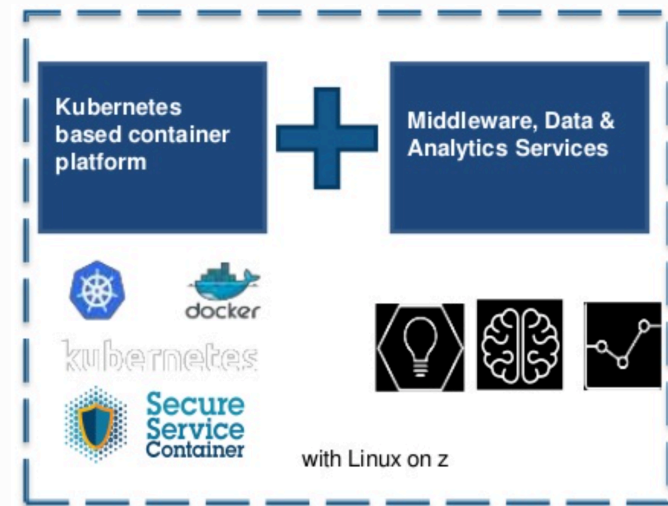 Kubernetes
based container
platform
Middleware, Data &
Analytics Services
docker
kubernetes
Secure
Service
Container
with Linux on z